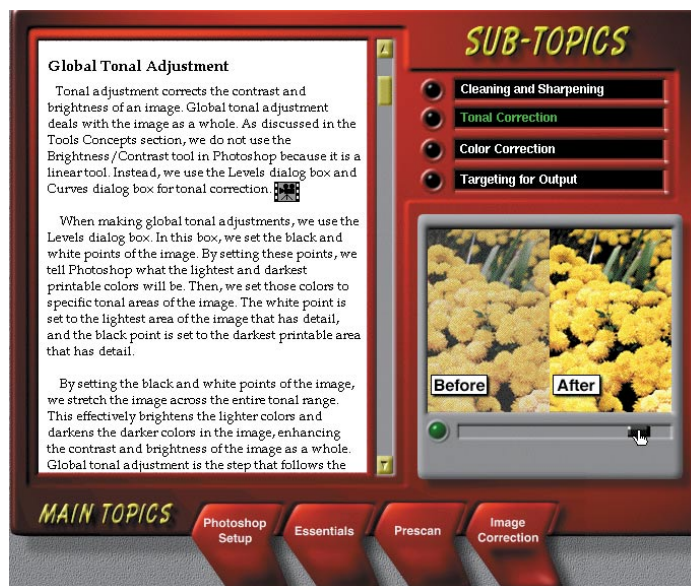 Global Tonal Adjustment
Tonal adjustment corrects the contrast and
brightness of an image. Global tonal adjustment
deals with the image as a whole. As discussed in the
Tools Concepts section, we do not use the
Brightness/Contrast tool in Photoshop because it is a
linear tool. Instead, we use the Levels dialog box and
Curves dialog box for tonal correction.
When making global tonal adjustments, we use the
Levels dialog box. In this box, we set the black and
white points of the image. By setting these points, we
tell Photoshop what the lightest and darkest
printable colors will be. Then, we set those colors to
specific tonal areas of the image. The white point is
set to the lightest area of the image that has detail,
and the black point is set to the darkest printable area
that has detail.
By setting the black and white points of the image,
we stretch the image across the entire tonal range.
This effectively brightens the lighter colors and
darkens the darker colors in the image, enhancing
the contrast and brightness of the image as a whole.
Global tonal adjustment is the step that follows the
SUB-TOPICS
Cleaning and Sharpening
Tonal Correction
Color Correction
Targeting for Output
Before
After
MAIN TOPICS
Photoshop
Setup
Essentials
Prescan
Image
Correction